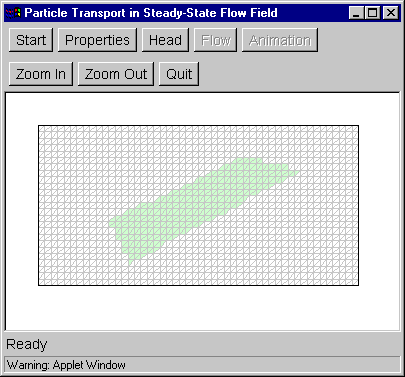 Particle Transport in Steady-State Flow Field
Start Properties Head Flow Animation
Zoom In Zoom Out Quit
Ready
Warning: Applet Window